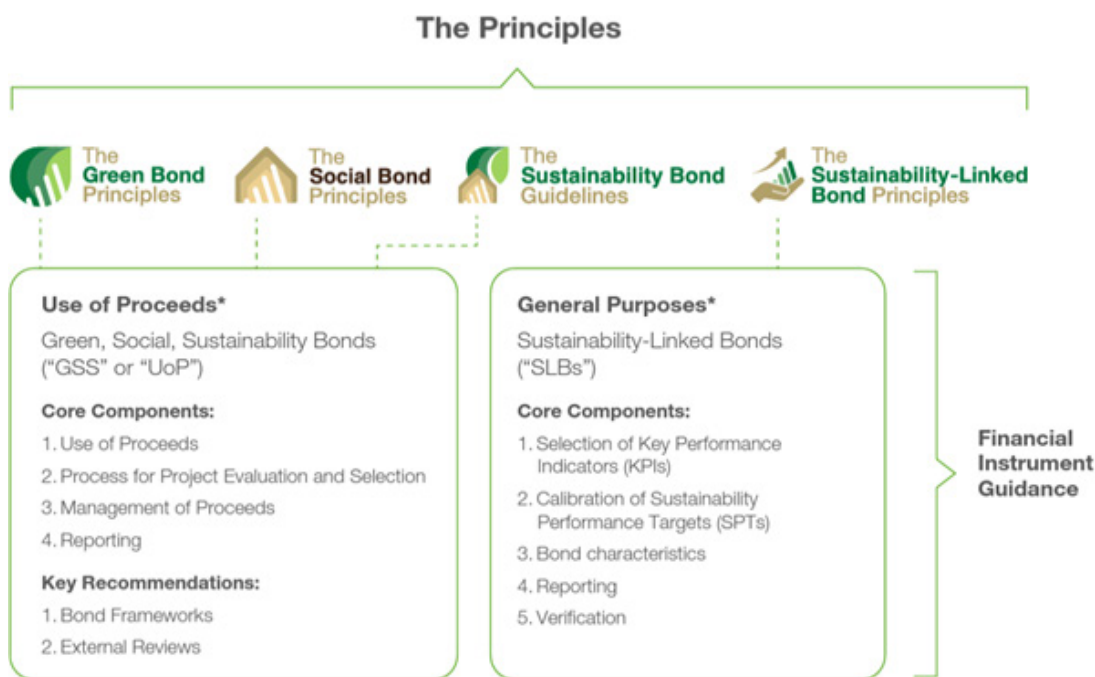 The Principles
The
Green Bond
Principles
The
Social Bond
Principles
The
Sustainability Bond
Guidelines
The
Sustainability-Linked
Bond Principles
Use of Proceeds*
Green, Social, Sustainability Bonds
(“GSS” or “UoP”)
Core Components:
1. Use of Proceeds
2. Process for Project Evaluation and Selection
3. Management of Proceeds
4. Reporting
Key Recommendations:
1. Bond Frameworks
2. External Reviews
General Purposes*
Sustainability-Linked Bonds
(“SLBs”)
Core Components:
1. Selection of Key Performance
Indicators (KPIs)
2. Calibration of Sustainability
Performance Targets (SPTs)
3. Bond characteristics
4. Reporting
5. Verification
Financial
Instrument
Guidance